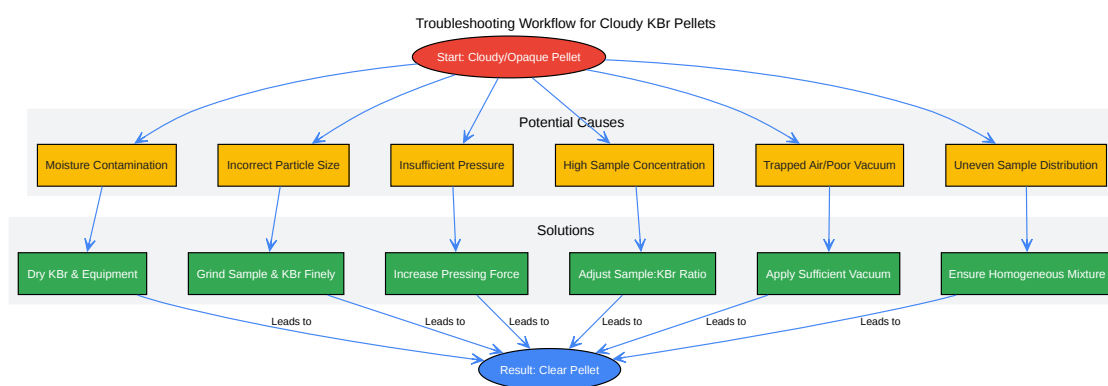 Troubleshooting Workflow for Cloudy KBr Pellets
Start: Cloudy/Opaque Pellet
Potential Causes
Moisture Contamination
Incorrect Particle Size
Insufficient Pressure
High Sample Concentration
Trapped Air/Poor Vacuum
Uneven Sample Distribution
Solutions
Dry KBr & Equipment
Grind Sample & KBr Finely
Increase Pressing Force
Adjust Sample:KBr Ratio
Apply Sufficient Vacuum
Ensure Homogeneous Mixture
Leads to
Leads to
Leads to
Leads to
Leads to
Leads to
Result: Clear Pellet